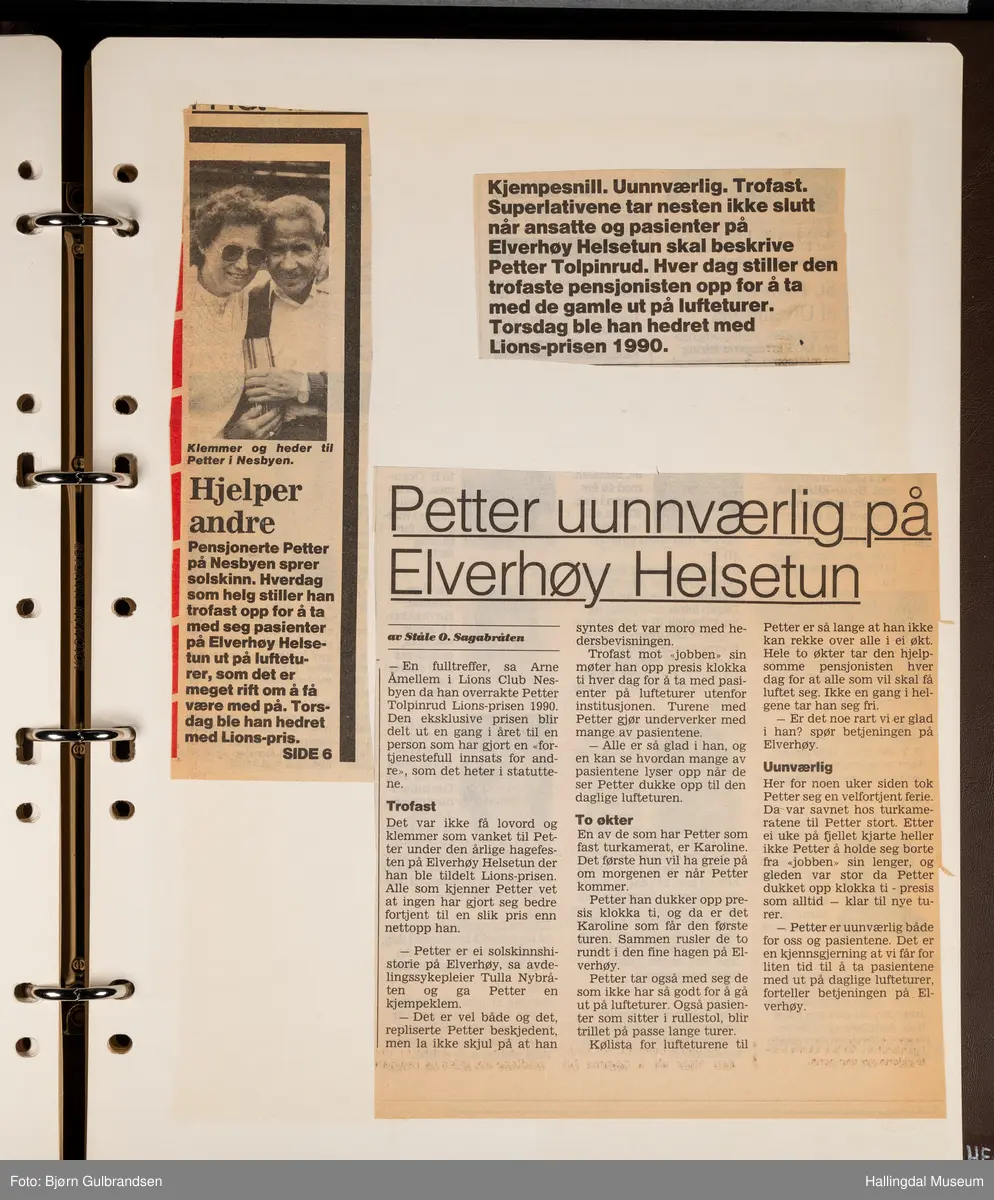 Klemmer og heder til
Petter i Nesbyen.
Hjelper
andre
Pensjonerte Petter
på Nesbyen sprer
solskinn. Hverdag
som helg stiller han
trofast opp for å ta
med seg pasienter
på Elverhøy Helse-
tun ut på luftetu-
rer, som det er
meget rift om å få
være med på. Tors-
dag ble han hedret
med Lions-pris.
SIDE 6
Kjempesnill. Uunnværlig. Trofast.
Superlativene tar nesten ikke slutt
når ansatte og pasienter på
Elverhøy Helsetun skal beskrive
Petter Tolpinrud. Hver dag stiller den
trofaste pensjonisten opp for å ta
med de gamle ut på lufteturer.
Torsdag ble han hedret med
Lions-prisen 1990.
Petter uunnværlig på
Elverhøy Helsetun
av Ståle O. Sagabråten
— En fulltreffer, sa Arne
Åmellem i Lions Club Nes-
byen da han overrakte Petter
Tolpinrud Lions-prisen 1990.
Den eksklusive prisen blir
delt ut en gang i året til en
person som har gjort en «for-
tjenestefull innsats for and-
re», som det heter i statutte-
ne.
Trofast
Det var ikke få lovord og
klemmer som vanket til Pet-
ter under den årlige hagefes-
ten på Elverhøy Helsetun der
han ble tildelt Lions-prisen.
Alle som kjenner Petter vet
at ingen har gjort seg bedre
fortjent til en slik pris enn
nettopp han.
— Petter er ei solskinnshi-
storie på Elverhøy, sa avde-
lingssykepleier Tulla Nybrå-
ten og ga Petter en
kjempeklem.
— Det er vel både og det,
repliserte Petter beskjedent,
men la ikke skjul på at han
syntes det var moro med he-
dersbevisningen.
Trofast mot «jobben» sin
møter han opp presis klokka
ti hver dag for å ta med pasi-
enter på lufteturer utenfor
institusjonen. Turene med
Petter gjør underverker med
mange av pasientene.
— Alle er så glad i han, og
en kan se hvordan mange av
pasientene lyser opp når de
ser Petter dukke opp til den
daglige lufteturen.
To økter
En av de som har Petter som
fast turkamerat, er Karoline.
Det første hun vil ha greie på
om morgenen er når Petter
kommer.
Petter han dukker opp pre-
sis klokka ti, og da er det
Karoline som får den første
turen. Sammen rusler de to
rundt i den fine hagen på El-
verhøy.
Petter tar også med seg de
som ikke har så godt for å gå
ut på lufteturer. Også pasien-
ter som sitter i rullestol, blir
trillet på passe lange turer.
Kølista for lufteturene til
Petter er så lange at han ikke
kan rekke over alle i ei økt.
Hele to økter tar den hjelp-
somme pensjonisten hver
dag for at alle som vil skal få
luftet seg. Ikke en gang i hel-
gene tar han seg fri.
— Er det noe rart vi er glad
i han? spør betjeningen på
Elverhøy.
Uunværlig
Her for noen uker siden tok
Petter seg en velfortjent ferie.
Da var savnet hos turkame-
ratene til Petter stort. Etter
ei uke på fjellet kjarte heller
ikke Petter å holde seg borte
fra «jobben» sin lenger, og
gleden var stor da Petter
dukket opp klokka ti - presis
som alltid — klar til nye tu-
rer.
— Petter er uunværlig både
for oss og pasientene. Det er
en kjennsgjerning at vi får for
liten tid til å ta pasientene
med ut på daglige lufteturer,
forteller betjeningen på El-
verhøy.
Foto: Bjørn Gulbrandsen
Hallingdal Museum